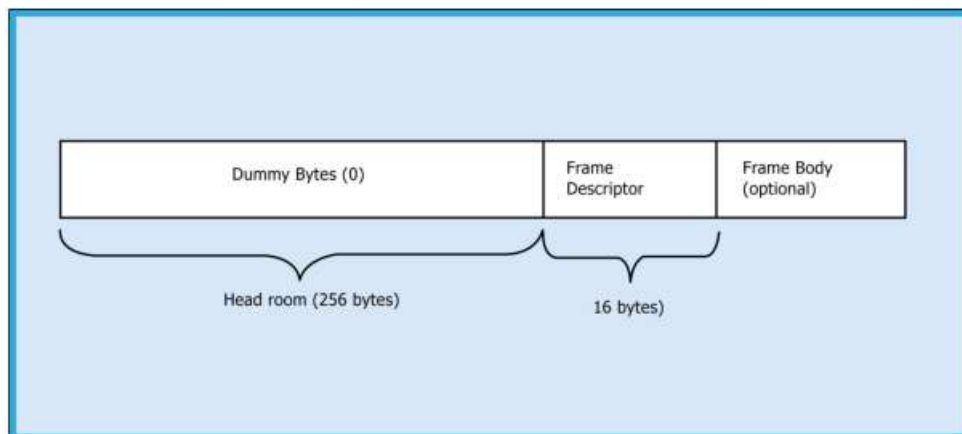 Dummy Bytes (0)
Frame
Descriptor
Frame Body
(optional)
Head room (256 bytes)
16 bytes)